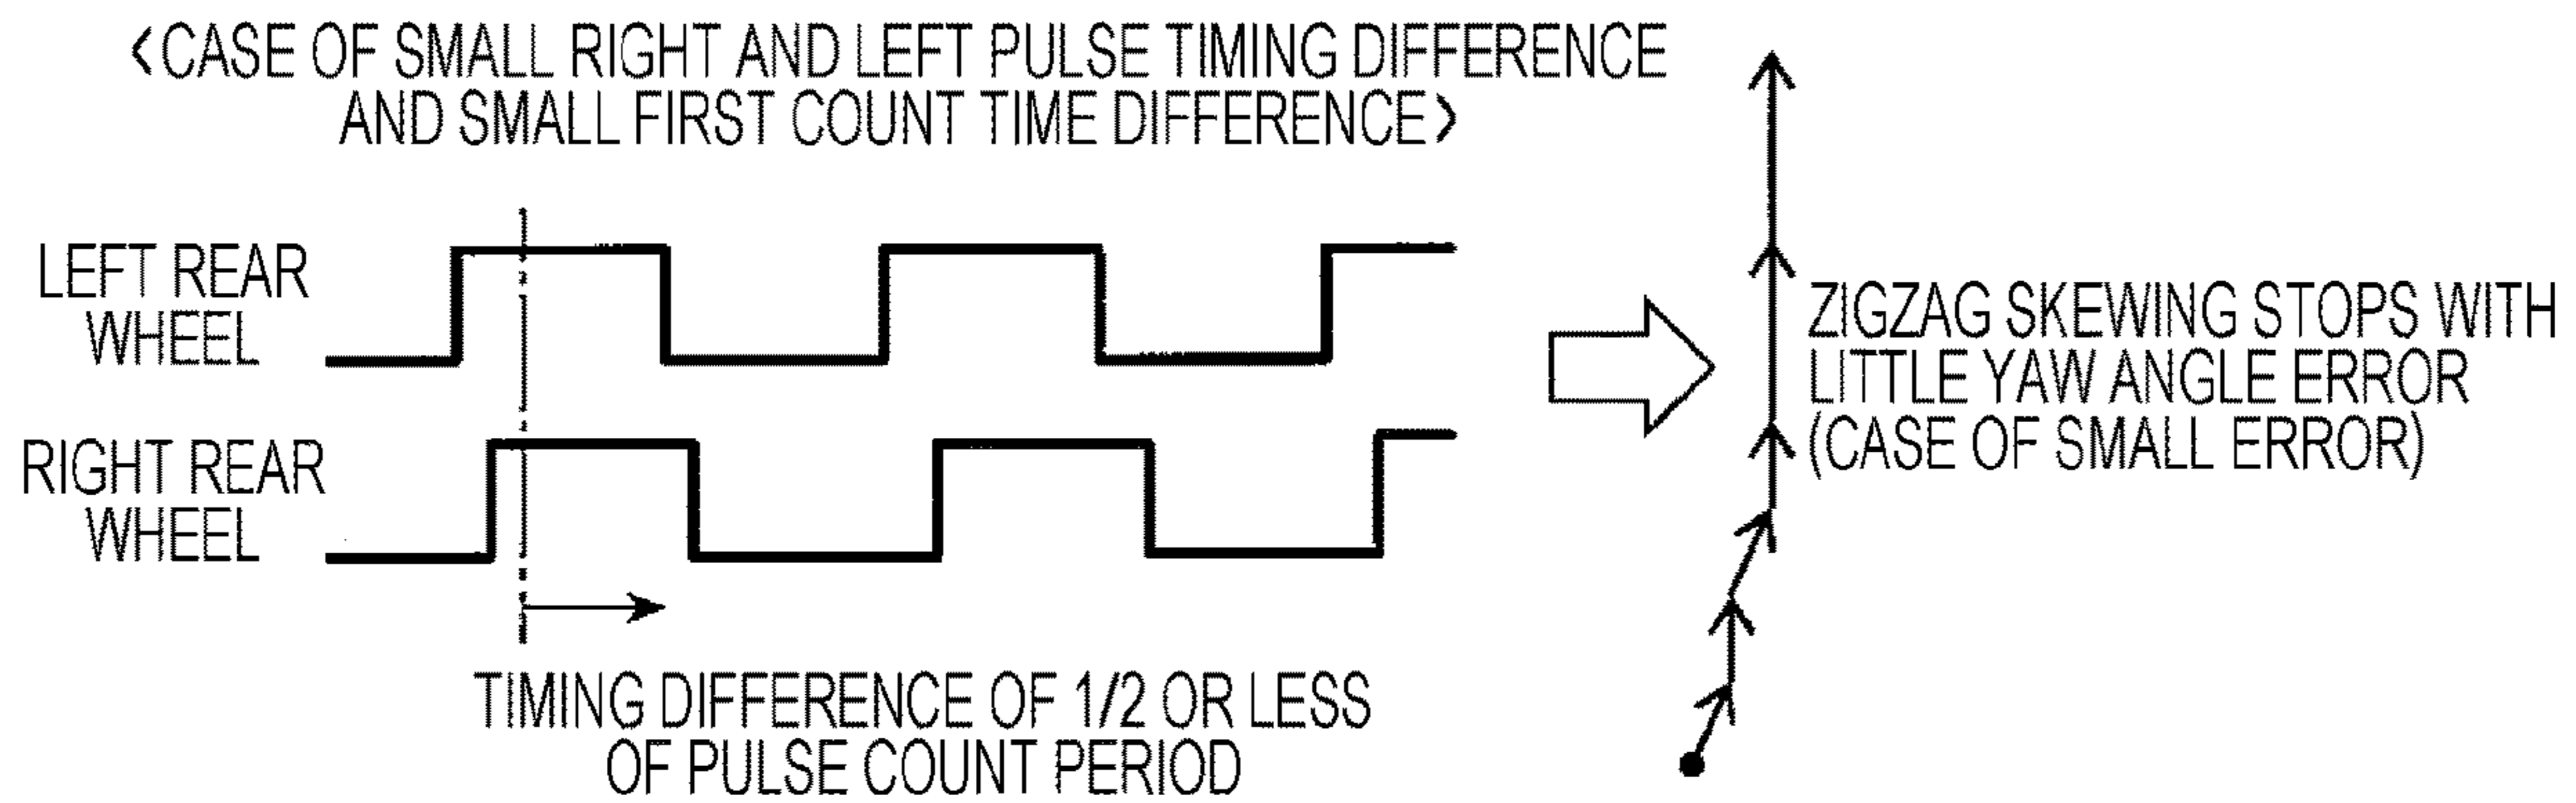 <CASE OF SMALL RIGHT AND LEFT PULSE TIMING DIFFERENCE
AND SMALL FIRST COUNT TIME DIFFERENCE>
LEFT REAR
WHEEL
RIGHT REAR
WHEEL
TIMING DIFFERENCE OF 1/2 OR LESS
OF PULSE COUNT PERIOD
ZIGZAG SKEWING STOPS WITH
LITTLE YAW ANGLE ERROR
(CASE OF SMALL ERROR)